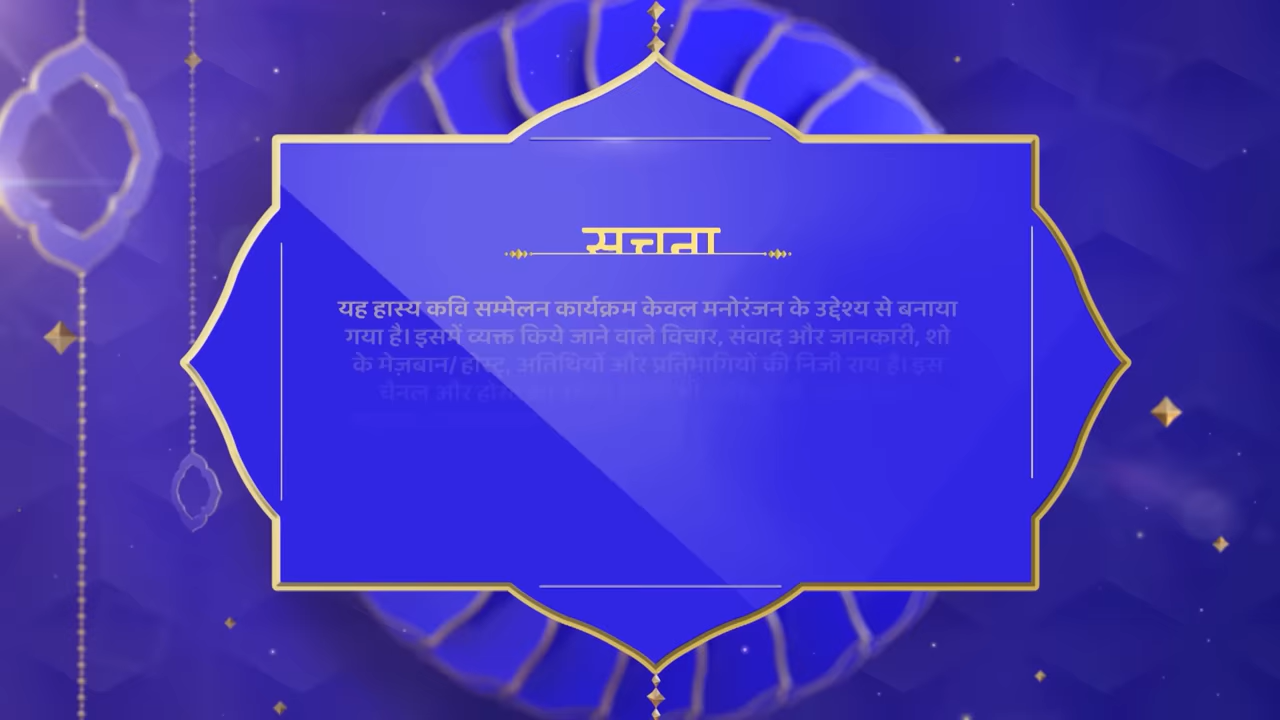 सूचना
यह हास्य कवि सम्मेलन कार्यक्रम केवल मनोरंजन के उद्देश्य से बनाया
गया है। इसमें व्यक्त किये जाने वाले विचार, संवाद और जानकारी, शो
के मेज़बान/ होस्ट, अतिथियों और प्रतिभागियों की निजी राय है। इस
चैनल और